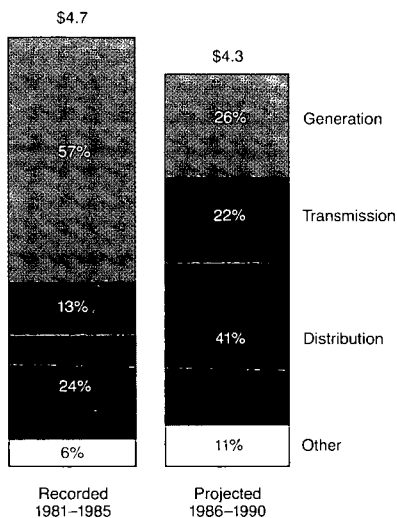 $4.7
$4.3
57%
26%
Generation
13%
22%
Transmission
24%
41%
Distribution
6%
11%
Other
Recorded
1981–1985
Projected
1986–1990